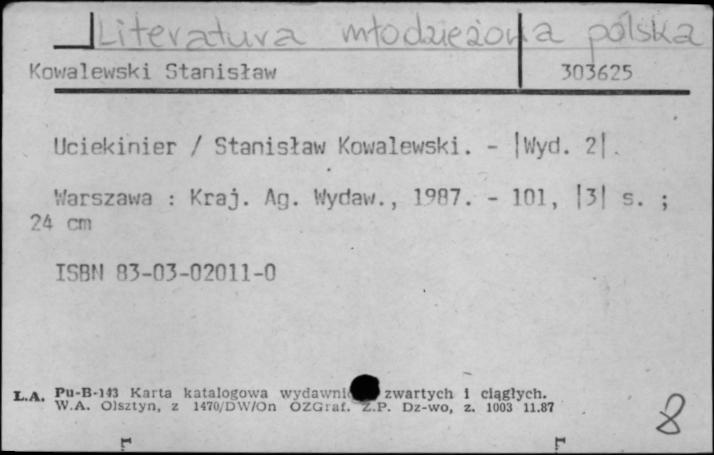 Literatura młodzieżowa polska
Kowalewski Stanisław 303625
Uciekinier / Stanisław Kowalewski. - |Wyd. 2|.
Warszawa : Kraj. Ag. Wydaw., 1987. - 101, |3| s. ;
24 cm
ISBN 83-03-02011-0
L.A. Pu-B-143 Karta katalogowa zwartych i ciągłych.
W.A. Olsztyn, z 1470/DW/On OZGraf. Z.P. Dz-wo, z. 1003 11.87
8